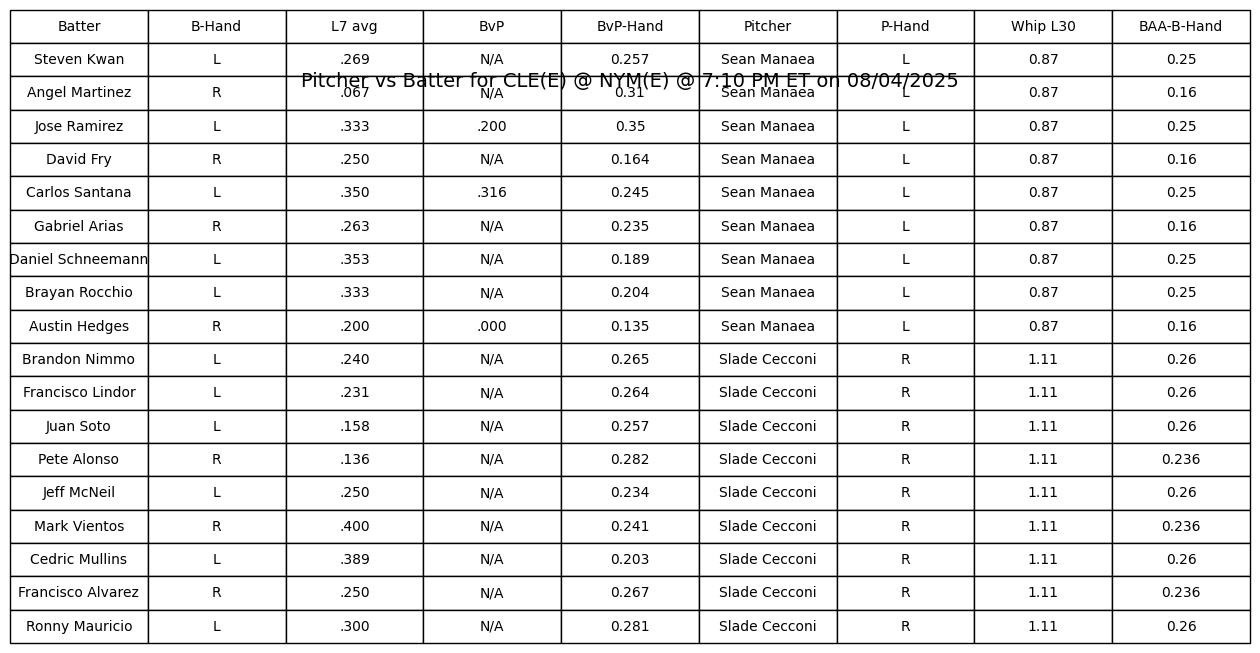 Batter B-Hand L7 avg BvP BvP-Hand Pitcher P-Hand Whip L30 BAA-B-Hand
Steven Kwan L .269 N/A 0.257 Sean Manaea L 0.87 0.25
Pitcher vs Batter for CLE(E) @ NYM(E) @ 7:10 PM ET on 08/04/2025
Angel Martinez R .067 N/A 0.31 Sean Manaea L 0.87 0.16
Jose Ramirez L .333 .200 0.35 Sean Manaea L 0.87 0.25
David Fry R .250 N/A 0.164 Sean Manaea L 0.87 0.16
Carlos Santana L .350 .316 0.245 Sean Manaea L 0.87 0.25
Gabriel Arias R .263 N/A 0.235 Sean Manaea L 0.87 0.16
Daniel Schneemann L .353 N/A 0.189 Sean Manaea L 0.87 0.25
Brayan Rocchio L .333 N/A 0.204 Sean Manaea L 0.87 0.25
Austin Hedges R .200 .000 0.135 Sean Manaea L 0.87 0.16
Brandon Nimmo L .240 N/A 0.265 Slade Cecconi R 1.11 0.26
Francisco Lindor L .231 N/A 0.264 Slade Cecconi R 1.11 0.26
Juan Soto L .158 N/A 0.257 Slade Cecconi R 1.11 0.26
Pete Alonso R .136 N/A 0.282 Slade Cecconi R 1.11 0.236
Jeff McNeil L .250 N/A 0.234 Slade Cecconi R 1.11 0.26
Mark Vientos R .400 N/A 0.241 Slade Cecconi R 1.11 0.236
Cedric Mullins L .389 N/A 0.203 Slade Cecconi R 1.11 0.26
Francisco Alvarez R .250 N/A 0.267 Slade Cecconi R 1.11 0.236
Ronny Mauricio L .300 N/A 0.281 Slade Cecconi R 1.11 0.26